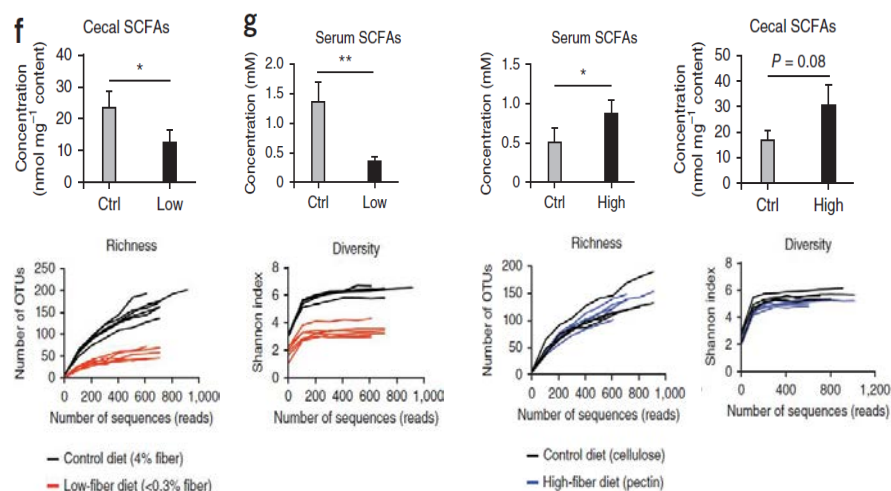 f
Cecal SCFAs
Concentration
(nmol mg⁻¹ content)
40
30
20
10
0
*
Ctrl
Low
g
Serum SCFAs
Concentration (mM)
2.0
1.5
1.0
0.5
0
**
Ctrl
Low
Serum SCFAs
Concentration (mM)
1.5
1.0
0.5
0
*
Ctrl
High
Cecal SCFAs
Concentration
(nmol mg⁻¹ content)
50
40
30
20
10
0
P = 0.08
Ctrl
High
Richness
Number of OTUs
250
200
150
100
50
0
0 200 400 600 800 1,000
Number of sequences (reads)
Diversity
Shannon index
8
6
4
2
0
0 200 400 600 800 1,000
Number of sequences (reads)
Control diet (4% fiber)
Low-fiber diet (<0.3% fiber)
Richness
Number of OTUs
200
150
100
50
0
0 200 400 600 800 1,000
Number of sequences (reads)
Diversity
Shannon index
8
6
4
2
0
0 400 800 1,200
Number of sequences (reads)
Control diet (cellulose)
High-fiber diet (pectin)